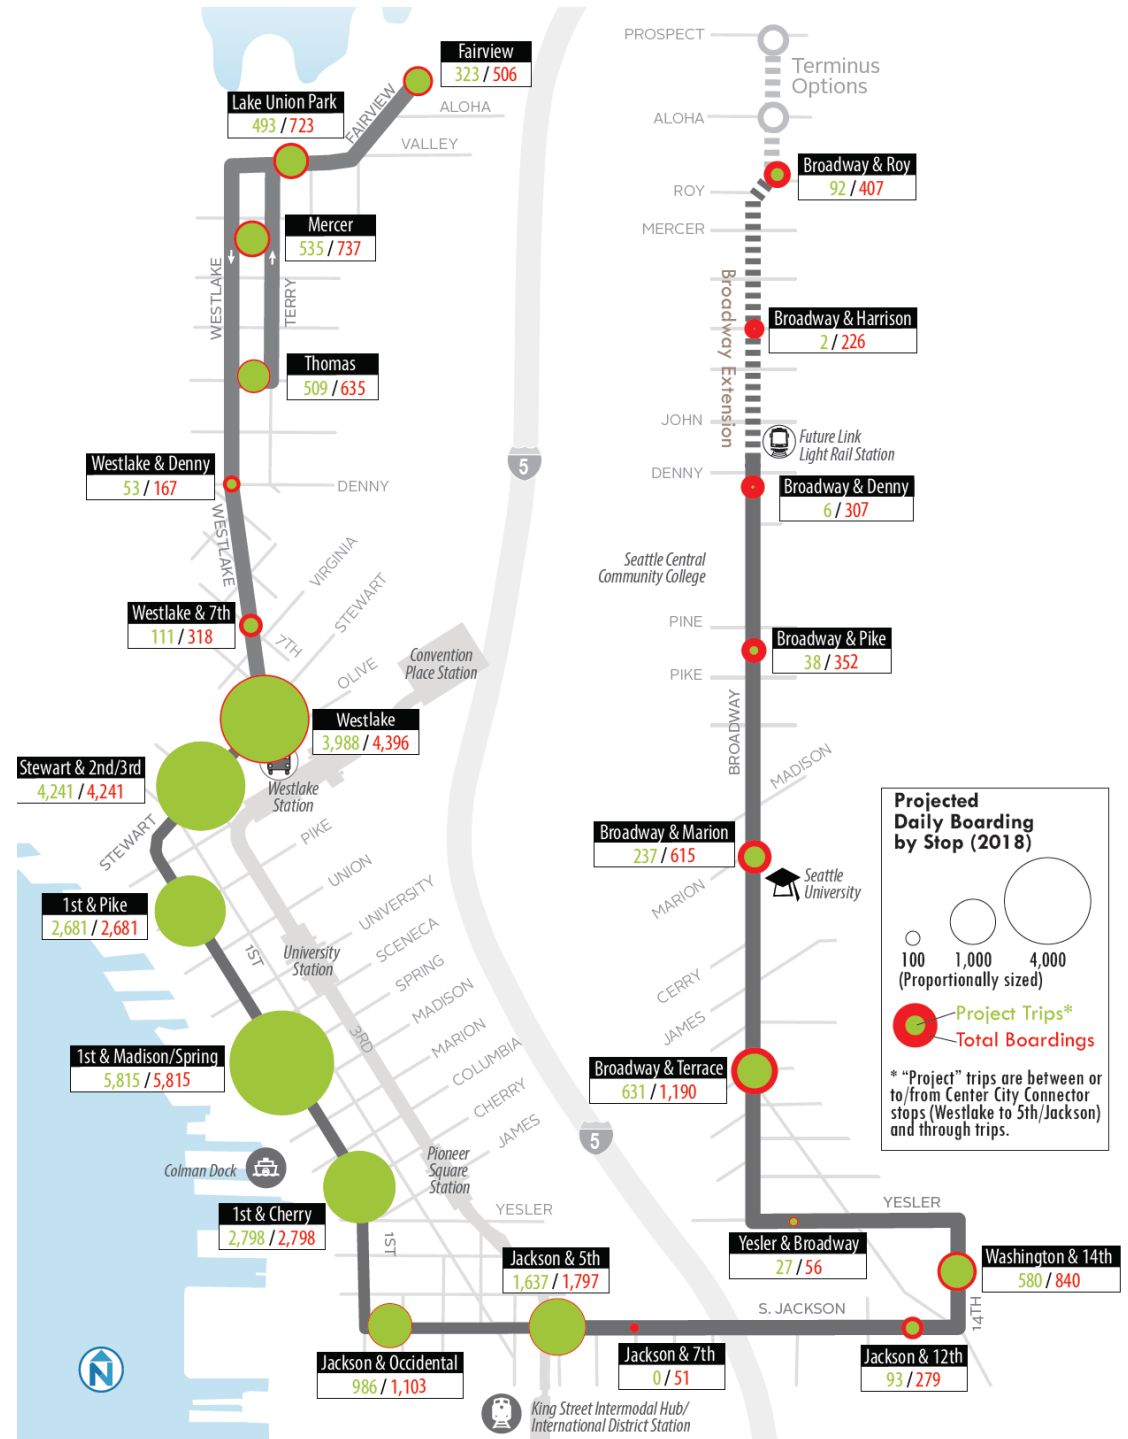 Fairview
323 / 506
Lake Union Park
493 / 723
FAIRVIEW
ALOHA
VALLEY
Mercer
535 / 737
WESTLAKE
TERRY
Thomas
509 / 635
Westlake & Denny
53 / 167
DENNY
WESTLAKE
VIRGINIA
STEWART
Westlake & 7th
111 / 318
7TH
OLIVE
Convention
Place Station
Westlake
3,988 / 4,396
Stewart & 2nd/3rd
4,241 / 4,241
Westlake
Station
STEWART
PIKE
UNION
1st & Pike
2,681 / 2,681
UNIVERSITY
SCENECA
1ST
University
Station
SPRING
MADISON
3RD
MARION
COLUMBIA
CHERRY
JAMES
1st & Madison/Spring
5,815 / 5,815
Colman Dock
Pioneer
Square
Station
1st & Cherry
2,798 / 2,798
YESLER
1ST
Jackson & 5th
1,637 / 1,797
Jackson & Occidental
986 / 1,103
N
King Street Intermodal Hub/
International District Station
5
5
PROSPECT
Terminus
Options
ALOHA
Broadway & Roy
92 / 407
ROY
MERCER
Broadway Extension
Broadway & Harrison
2 / 226
JOHN
Future Link
Light Rail Station
DENNY
Broadway & Denny
6 / 307
Seattle Central
Community College
PINE
Broadway & Pike
38 / 352
PIKE
BROADWAY
MADISON
Broadway & Marion
237 / 615
Seattle
University
MARION
CERRY
JAMES
Broadway & Terrace
631 / 1,190
YESLER
Yesler & Broadway
27 / 56
Washington & 14th
580 / 840
S. JACKSON
14TH
Jackson & 7th
0 / 51
Jackson & 12th
93 / 279
Projected
Daily Boarding
by Stop (2018)
100
1,000
4,000
(Proportionally sized)
Project Trips*
Total Boardings
* “Project” trips are between or
to/from Center City Connector
stops (Westlake to 5th/Jackson)
and through trips.